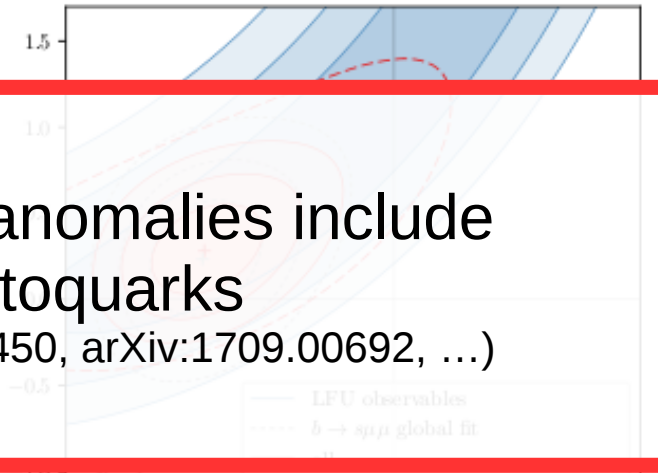 1.5
1.0
anomalies include
toquarks
450, arXiv:1709.00692, …)
−0.5
LFU observables
b → sμμ global fit